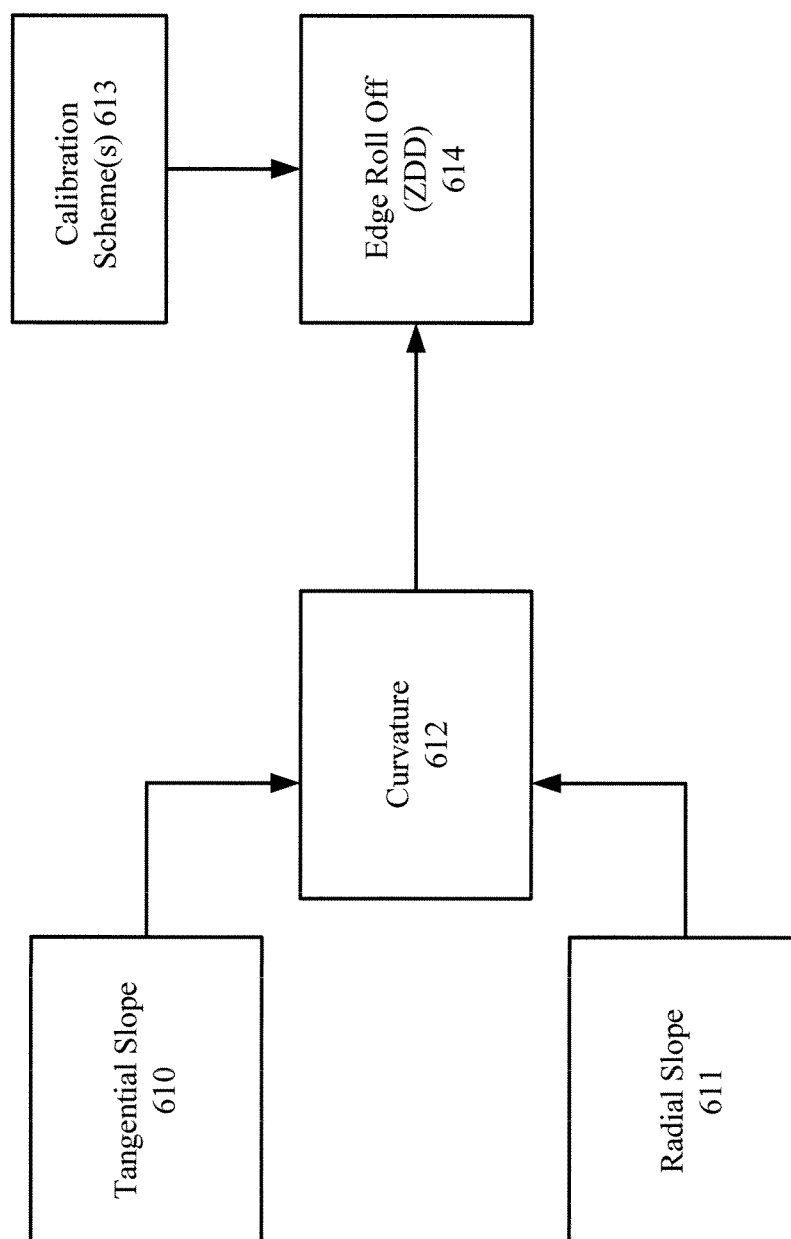 Tangential Slope
610
Radial Slope
611
Curvature
612
Calibration
Scheme(s) 613
Edge Roll Off
(ZDD)
614